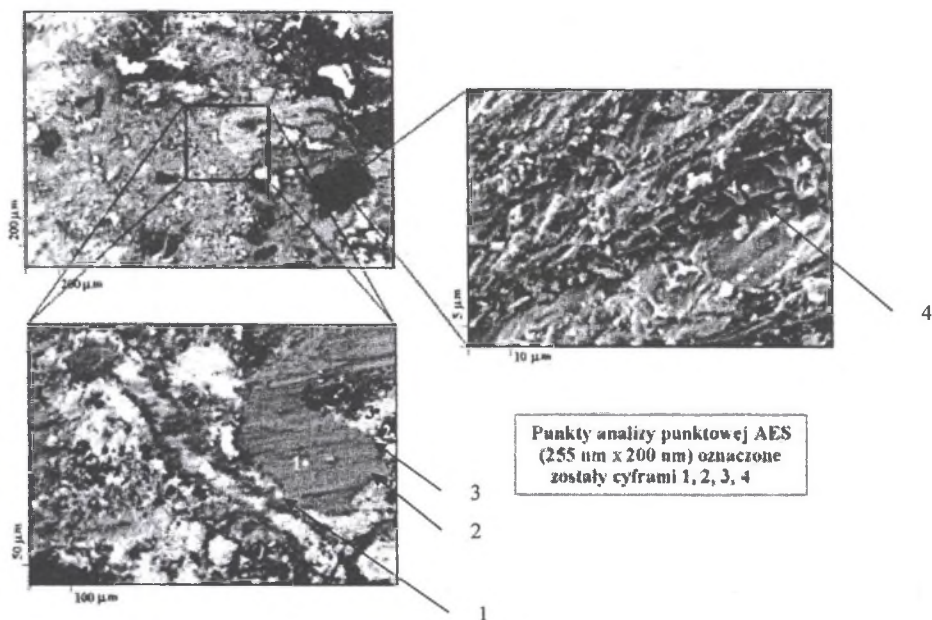 200 µm
200 µm
5 µm
10 µm
4
Punkty analizy punktowej AES
(255 nm x 200 nm) oznaczone
zostały cyframi 1, 2, 3, 4
3
2
50 µm
100 µm
1